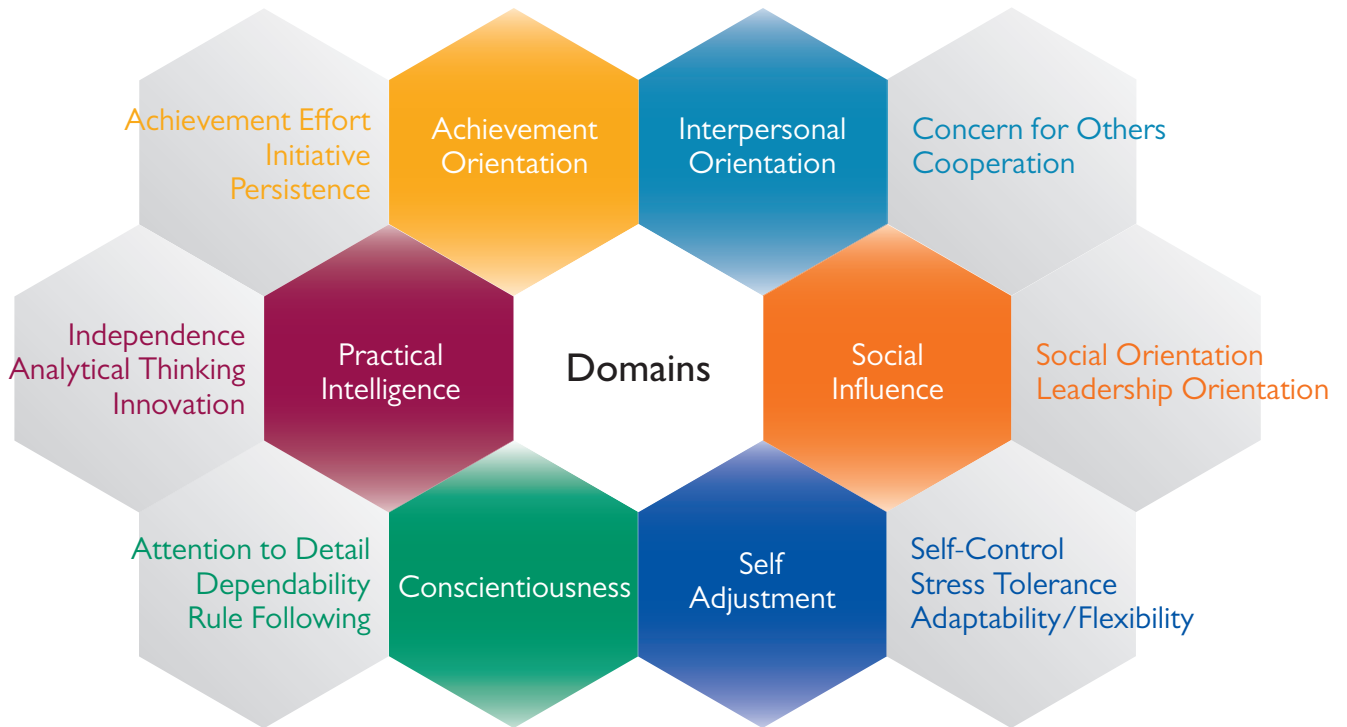 Achievement Effort
Initiative
Persistence
Achievement
Orientation
Interpersonal
Orientation
Concern for Others
Cooperation
Independence
Analytical Thinking
Innovation
Practical
Intelligence
Domains
Social
Influence
Social Orientation
Leadership Orientation
Attention to Detail
Dependability
Rule Following
Conscientiousness
Self
Adjustment
Self-Control
Stress Tolerance
Adaptability/Flexibility